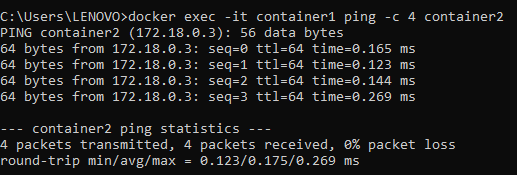 C:\Users\LENOVO>docker exec -it container1 ping -c 4 container2
PING container2 (172.18.0.3): 56 data bytes
64 bytes from 172.18.0.3: seq=0 ttl=64 time=0.165 ms
64 bytes from 172.18.0.3: seq=1 ttl=64 time=0.123 ms
64 bytes from 172.18.0.3: seq=2 ttl=64 time=0.144 ms
64 bytes from 172.18.0.3: seq=3 ttl=64 time=0.269 ms
--- container2 ping statistics ---
4 packets transmitted, 4 packets received, 0% packet loss
round-trip min/avg/max = 0.123/0.175/0.269 ms